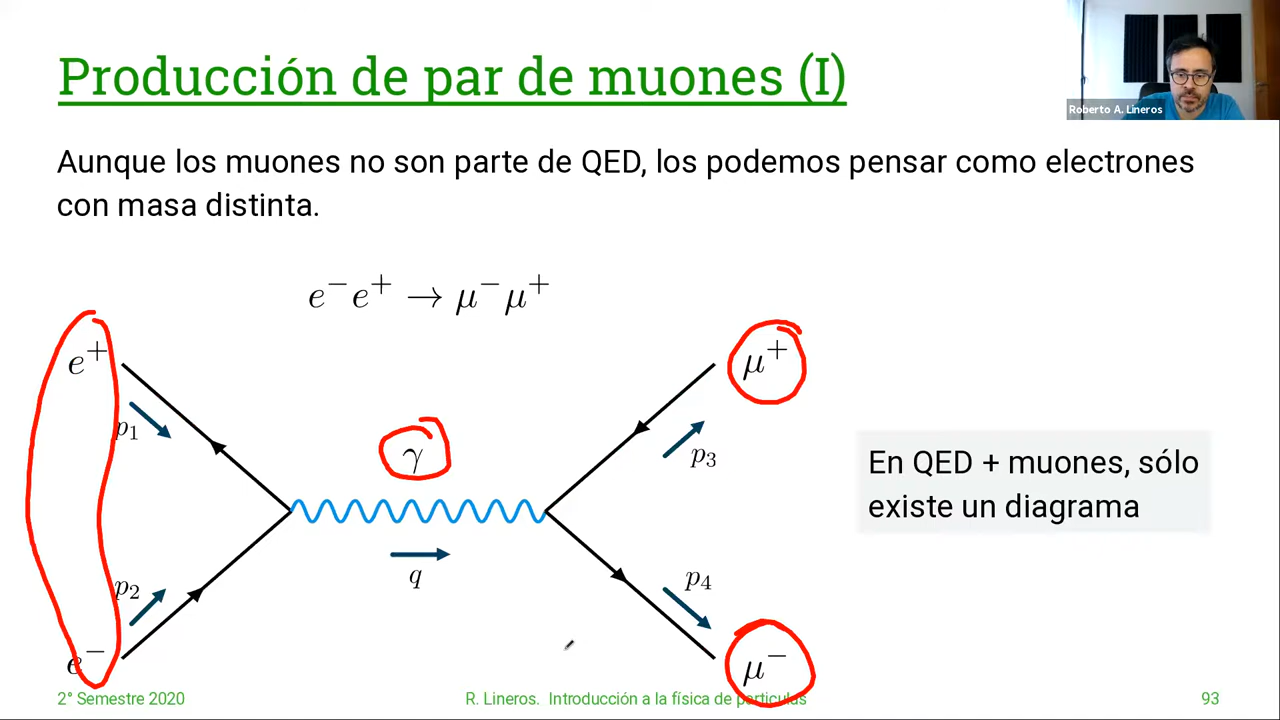 Producción de par de muones (I)
Roberto A. Lineros
Aunque los muones no son parte de QED, los podemos pensar como electrones
con masa distinta.
e⁻e⁺ → μ⁻μ⁺
e⁺
μ⁺
p₁
γ
p₃
En QED + muones, sólo
existe un diagrama
q
p₂
p₄
e⁻
μ⁻
2° Semestre 2020
R. Lineros. Introducción a la física de partículas
93